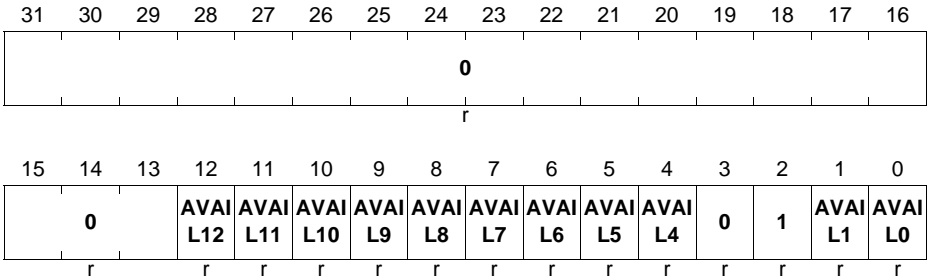 31 30 29 28 27 26 25 24 23 22 21 20 19 18 17 16
0
r
15 14 13 12 11 10 9 8 7 6 5 4 3 2 1 0
0 AVAI AVAI AVAI AVAI AVAI AVAI AVAI AVAI AVAI 0 1 AVAI AVAI
L12 L11 L10 L9 L8 L7 L6 L5 L4 L1 L0
r r r r r r r r r r r r r r